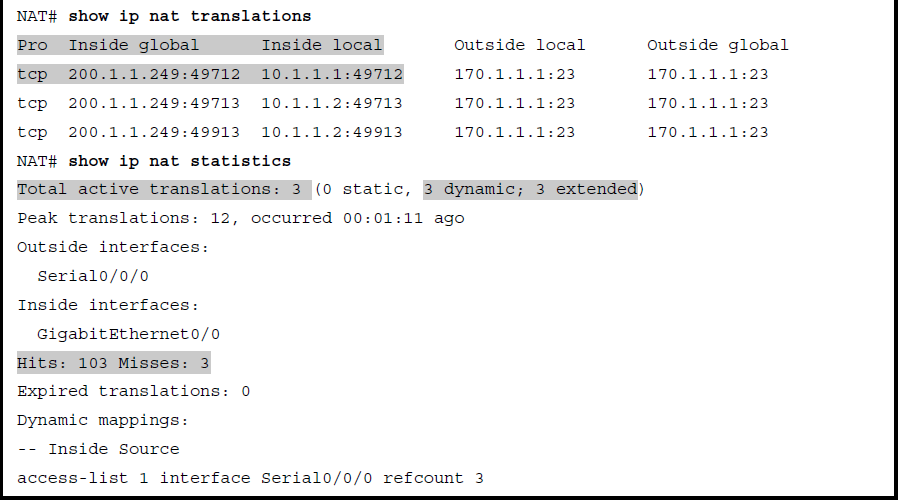 NAT# show ip nat translations
Pro  Inside global      Inside local       Outside local      Outside global
tcp  200.1.1.249:49712  10.1.1.1:49712     170.1.1.1:23       170.1.1.1:23
tcp  200.1.1.249:49713  10.1.1.2:49713     170.1.1.1:23       170.1.1.1:23
tcp  200.1.1.249:49913  10.1.1.2:49913     170.1.1.1:23       170.1.1.1:23
NAT# show ip nat statistics
Total active translations: 3 (0 static, 3 dynamic; 3 extended)
Peak translations: 12, occurred 00:01:11 ago
Outside interfaces:
  Serial0/0/0
Inside interfaces:
  GigabitEthernet0/0
Hits: 103 Misses: 3
Expired translations: 0
Dynamic mappings:
-- Inside Source
access-list 1 interface Serial0/0/0 refcount 3